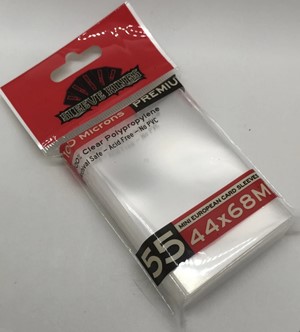 SLEEVE KINGS
Microns PREMIU
Clear Polypropylene
Safe - Acid Free - No PVC
55
MINI EUROPEAN CARD SLEEVES
44x68M